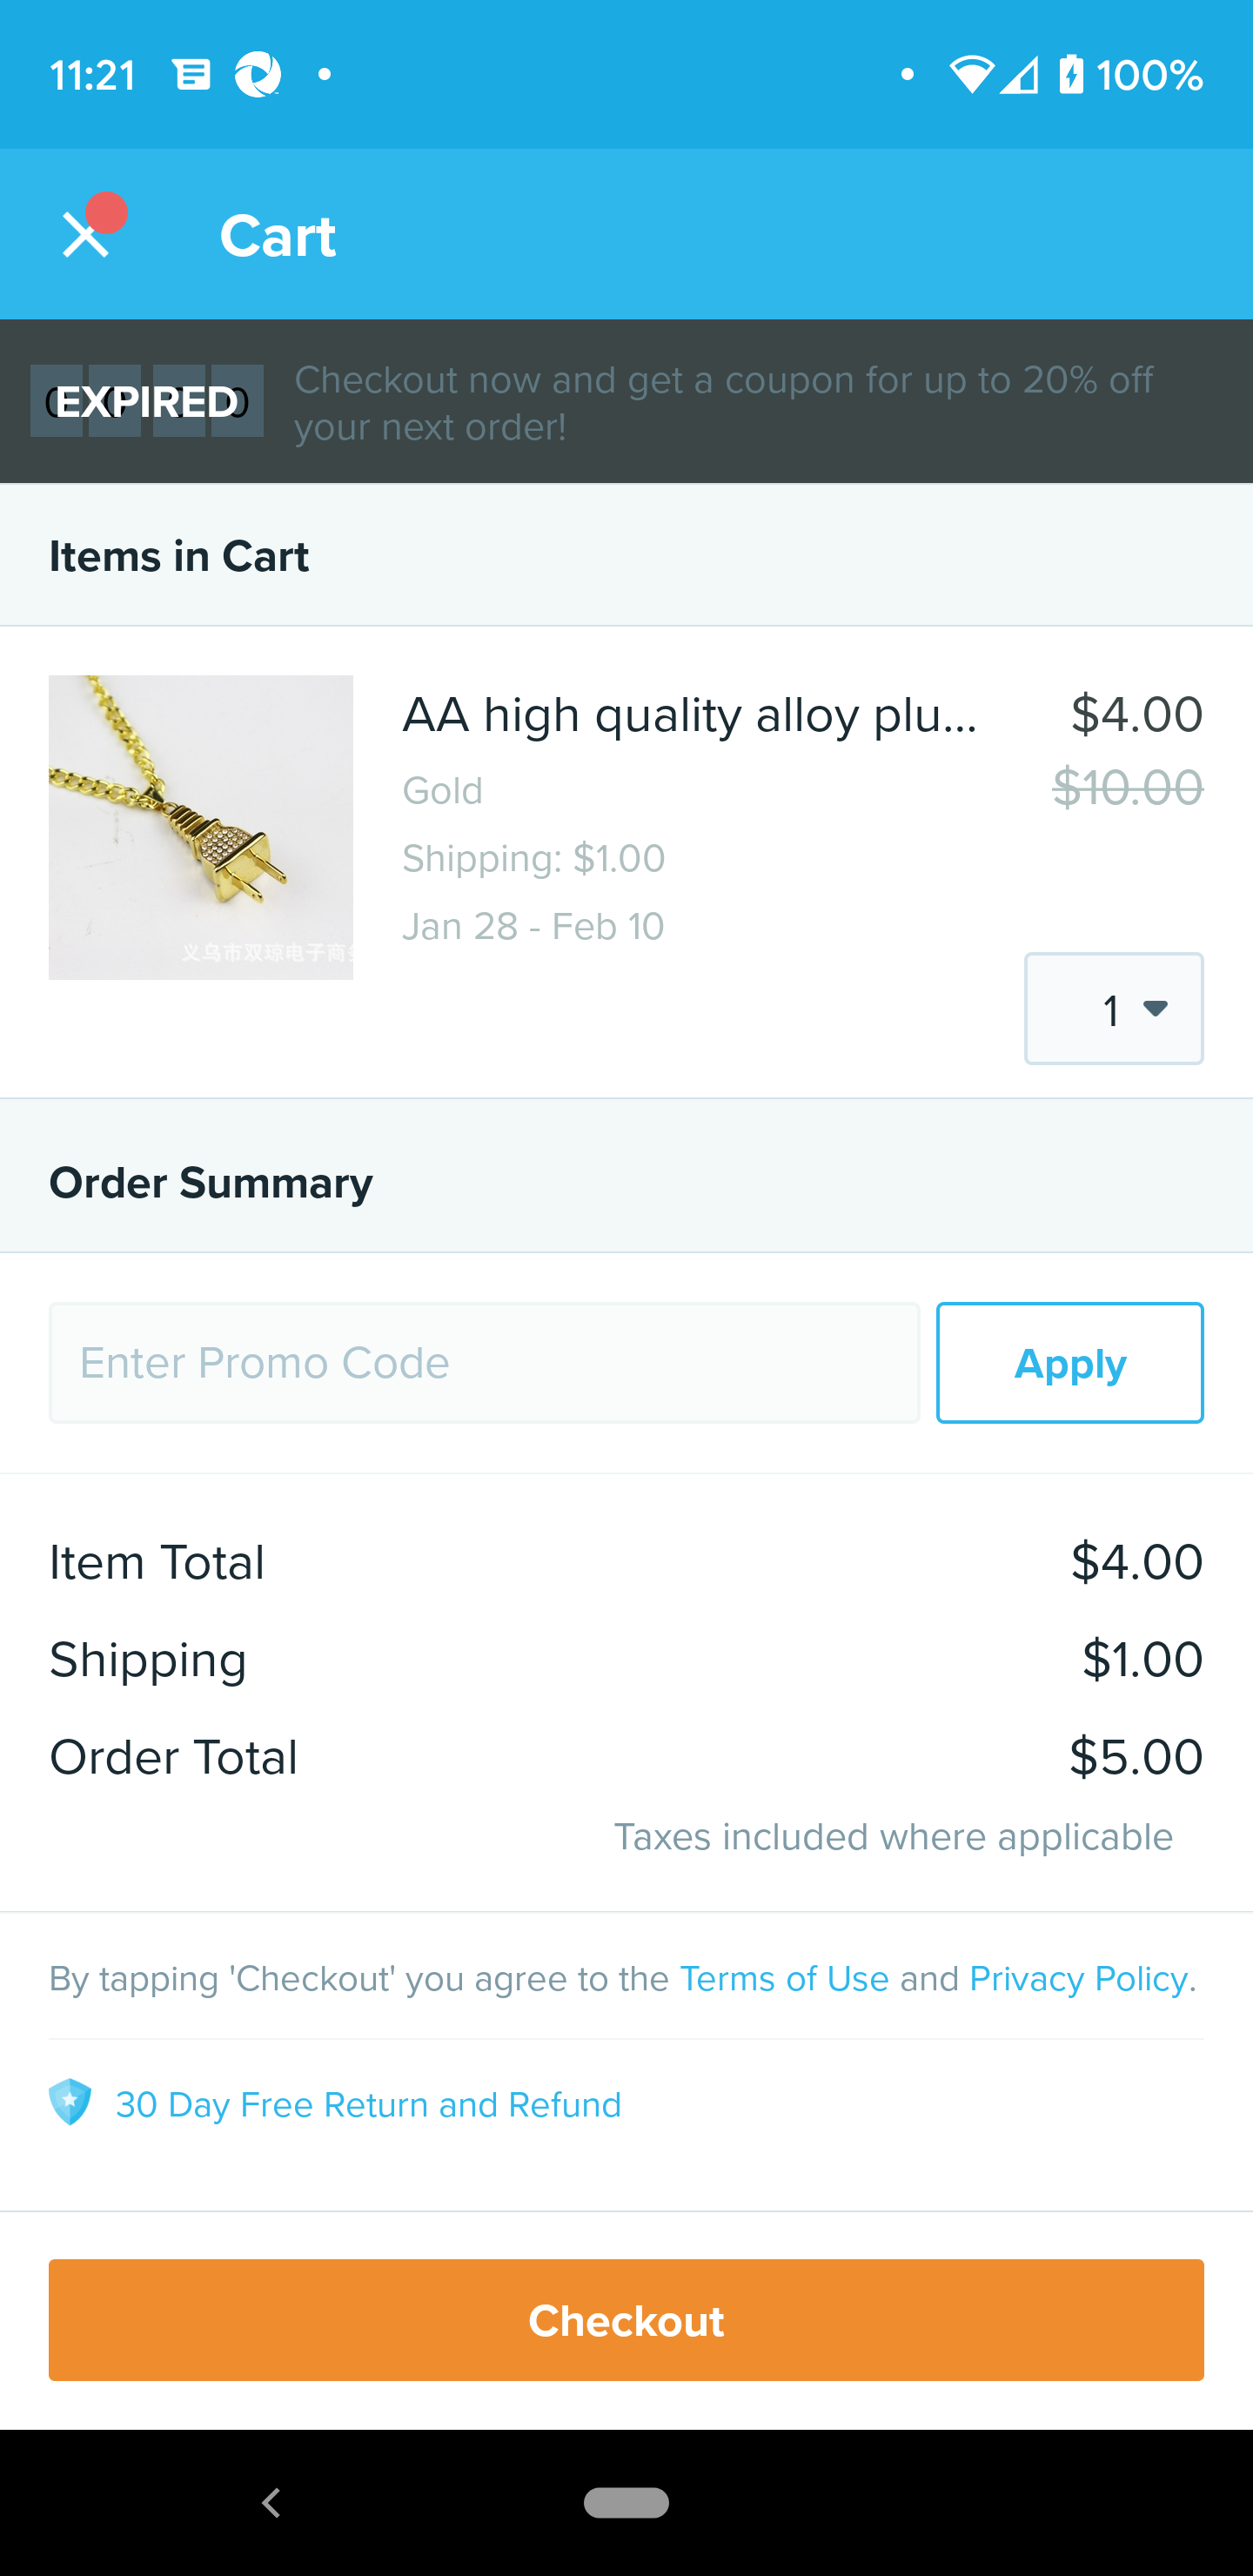 11:21
100%
Cart
EXPIRED
Checkout now and get a coupon for up to 20% off
your next order!
Items in Cart
AA high quality alloy plu...
$4.00
Gold
$10.00
Shipping: $1.00
Jan 28 - Feb 10
义乌市双琼电子商
1
Order Summary
Enter Promo Code
Apply
Item Total
$4.00
Shipping
$1.00
Order Total
$5.00
Taxes included where applicable
By tapping 'Checkout' you agree to the Terms of Use and Privacy Policy.
30 Day Free Return and Refund
Checkout